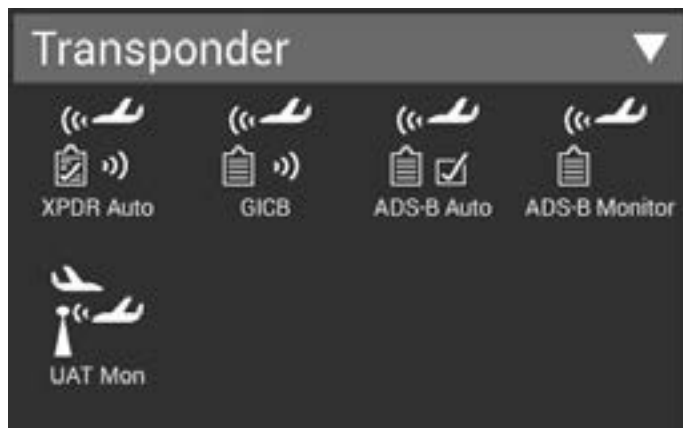 Transponder
XPDR Auto
GICB
ADS-B Auto
ADS-B Monitor
UAT Mon